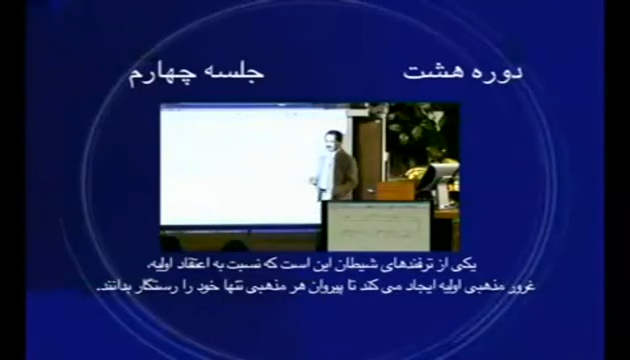 دوره هشت
جلسه چهارم
یکی از ترفندهای شیطان این است که نسبت به اعتقاد اولیه،
غرور مذهبی اولیه ایجاد می کند تا پیروان هر مذهبی تنها خود را رستگار بدانند.